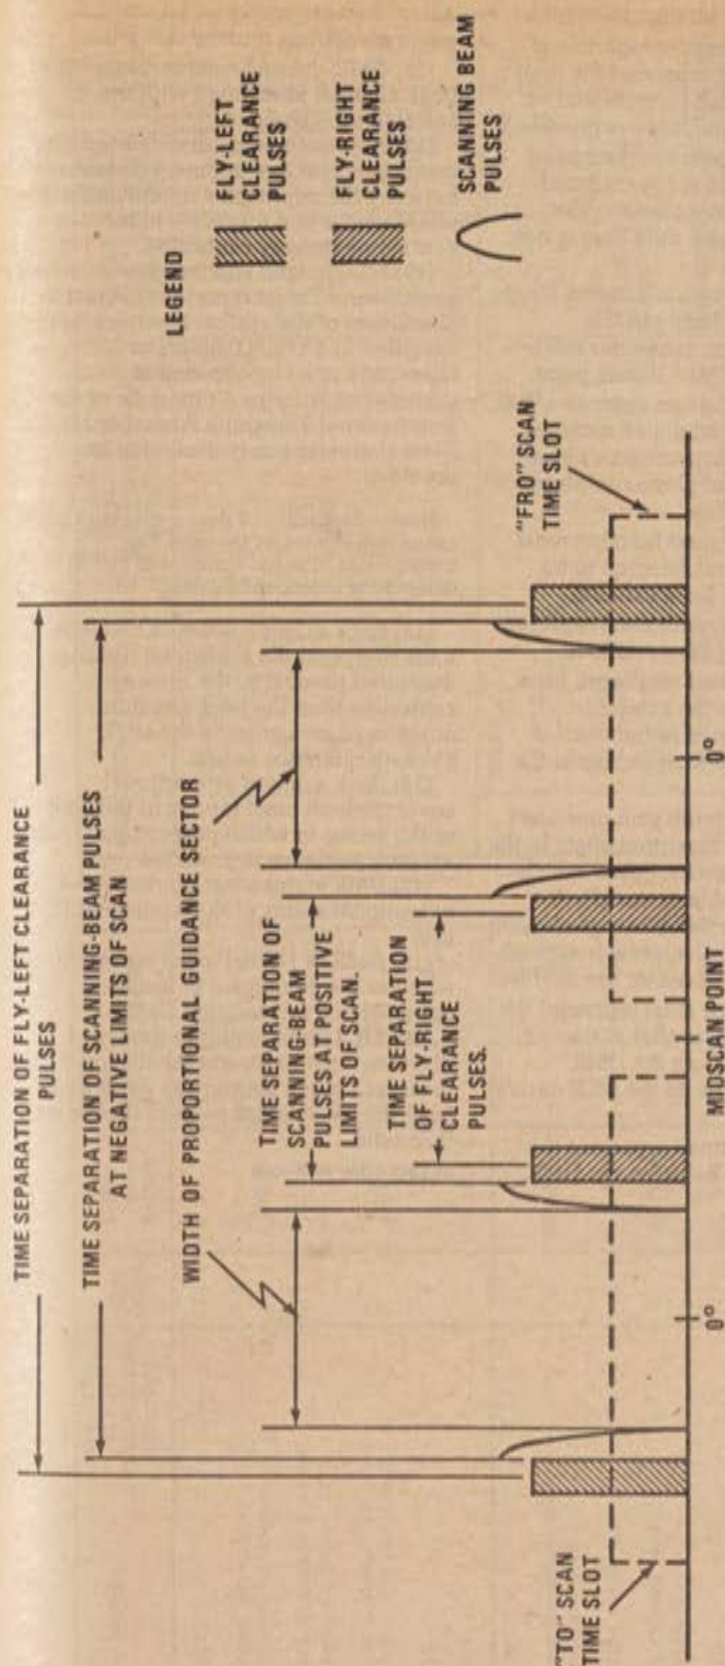 TIME SEPARATION OF FLY-LEFT CLEARANCE
PULSES
TIME SEPARATION OF SCANNING-BEAM PULSES
AT NEGATIVE LIMITS OF SCAN
WIDTH OF PROPORTIONAL GUIDANCE SECTOR
TIME SEPARATION OF
SCANNING-BEAM
PULSES AT POSITIVE
LIMITS OF SCAN.
TIME SEPARATION
OF FLY-RIGHT
CLEARANCE
PULSES.
"TO" SCAN
TIME SLOT
"FRO" SCAN
TIME SLOT
0°
MIDSCAN POINT
0°
LEGEND
FLY-LEFT
CLEARANCE
PULSES
FLY-RIGHT
CLEARANCE
PULSES
SCANNING BEAM
PULSES